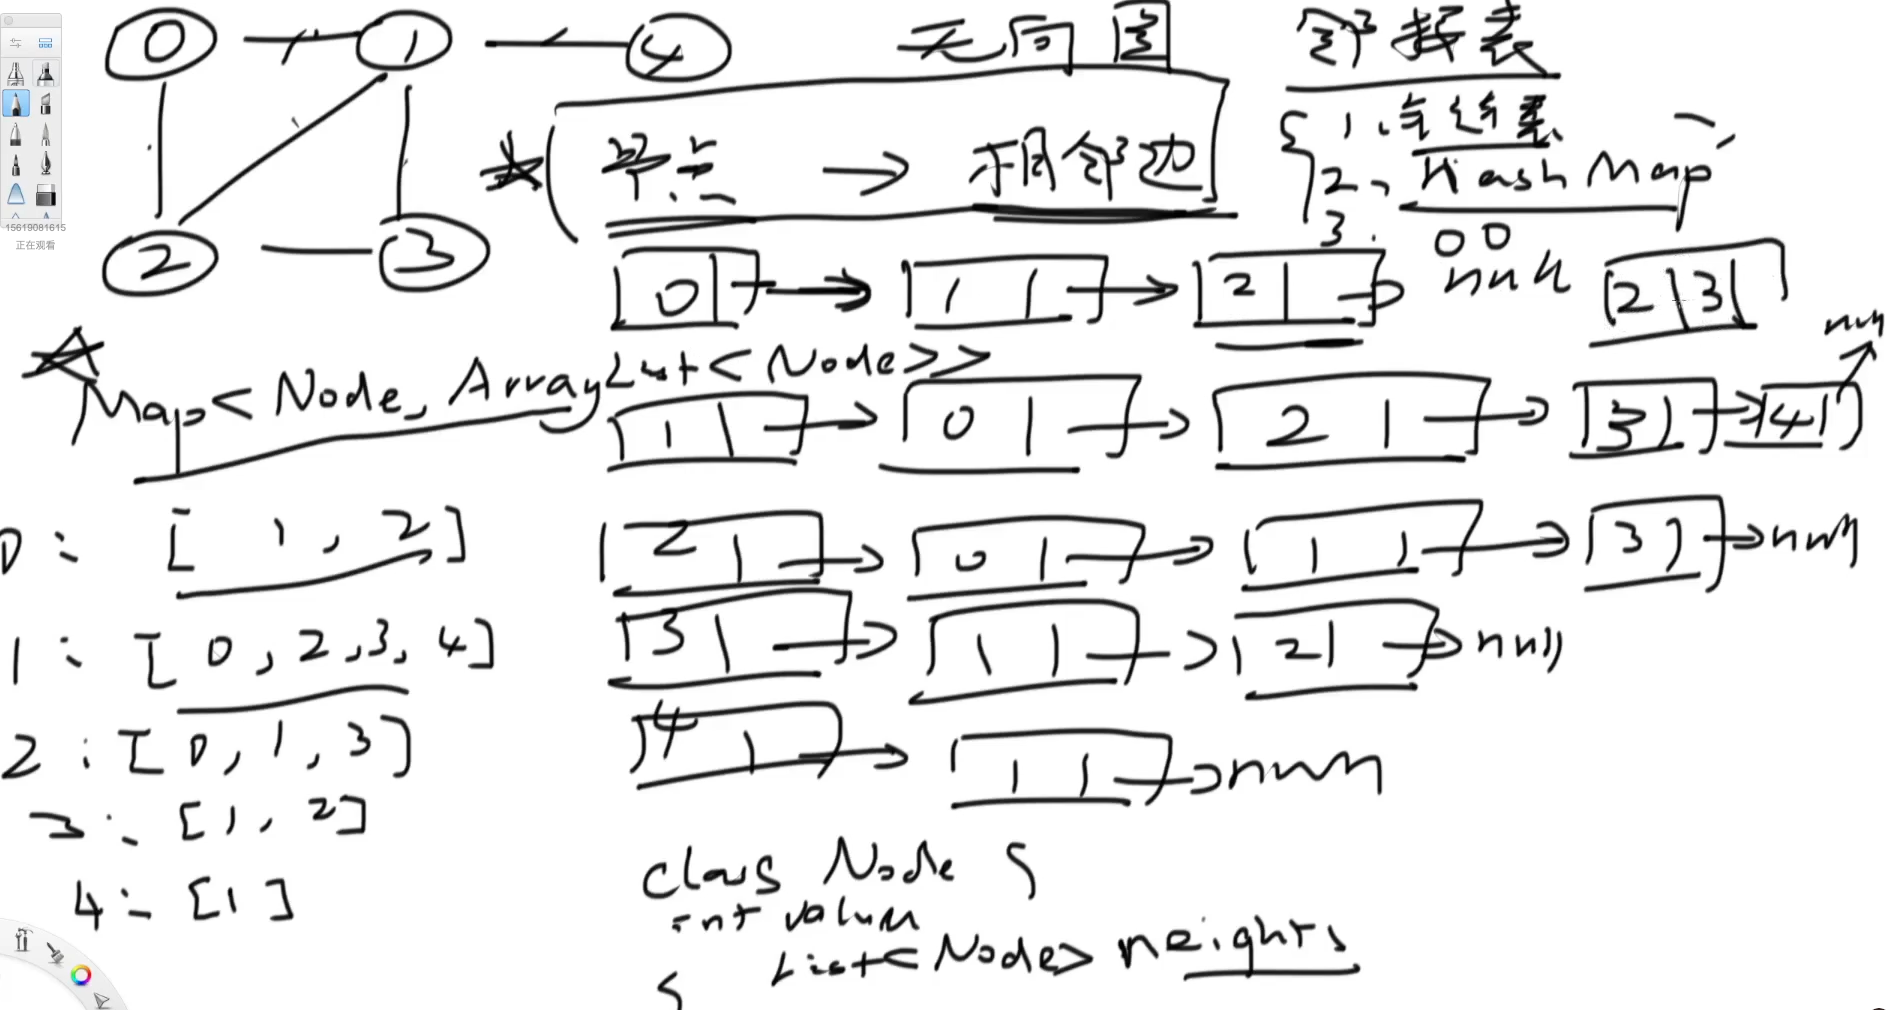 0 1 4 无向图 邻接表
1. 链表
单点 → 相邻边
2. HashMap
15619081615
正在观看
3. OO
2 3
0 → 1 → 2 → null 2 3
null
Map<Node, ArrayList<Node>>
1 → 0 → 2 → 3 → 4
0: [1, 2]
2 → 0 → 1 → 3 → null
1: [0, 2, 3, 4]
3 → 1 → 2 → null
2: [0, 1, 3]
4 → 1 → null
3: [1, 2]
class Node {
4: [1]
int value
List<Node> neighrs